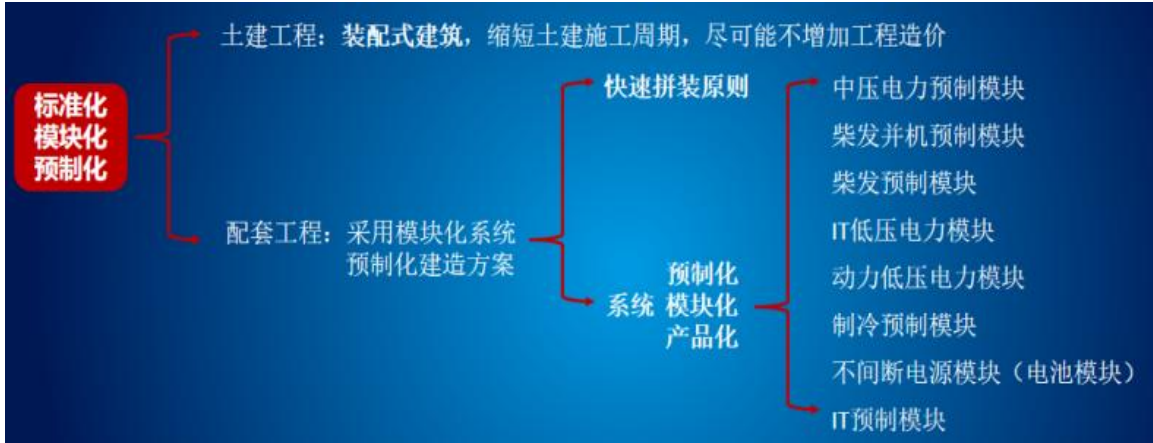 标准化
模块化
预制化
土建工程：装配式建筑，缩短土建施工周期，尽可能不增加工程造价
配套工程：采用模块化系统
预制化建造方案
快速拼装原则
预制化
系统 模块化
产品化
中压电力预制模块
柴发并机预制模块
柴发预制模块
IT低压电力模块
动力低压电力模块
制冷预制模块
不间断电源模块（电池模块）
IT预制模块